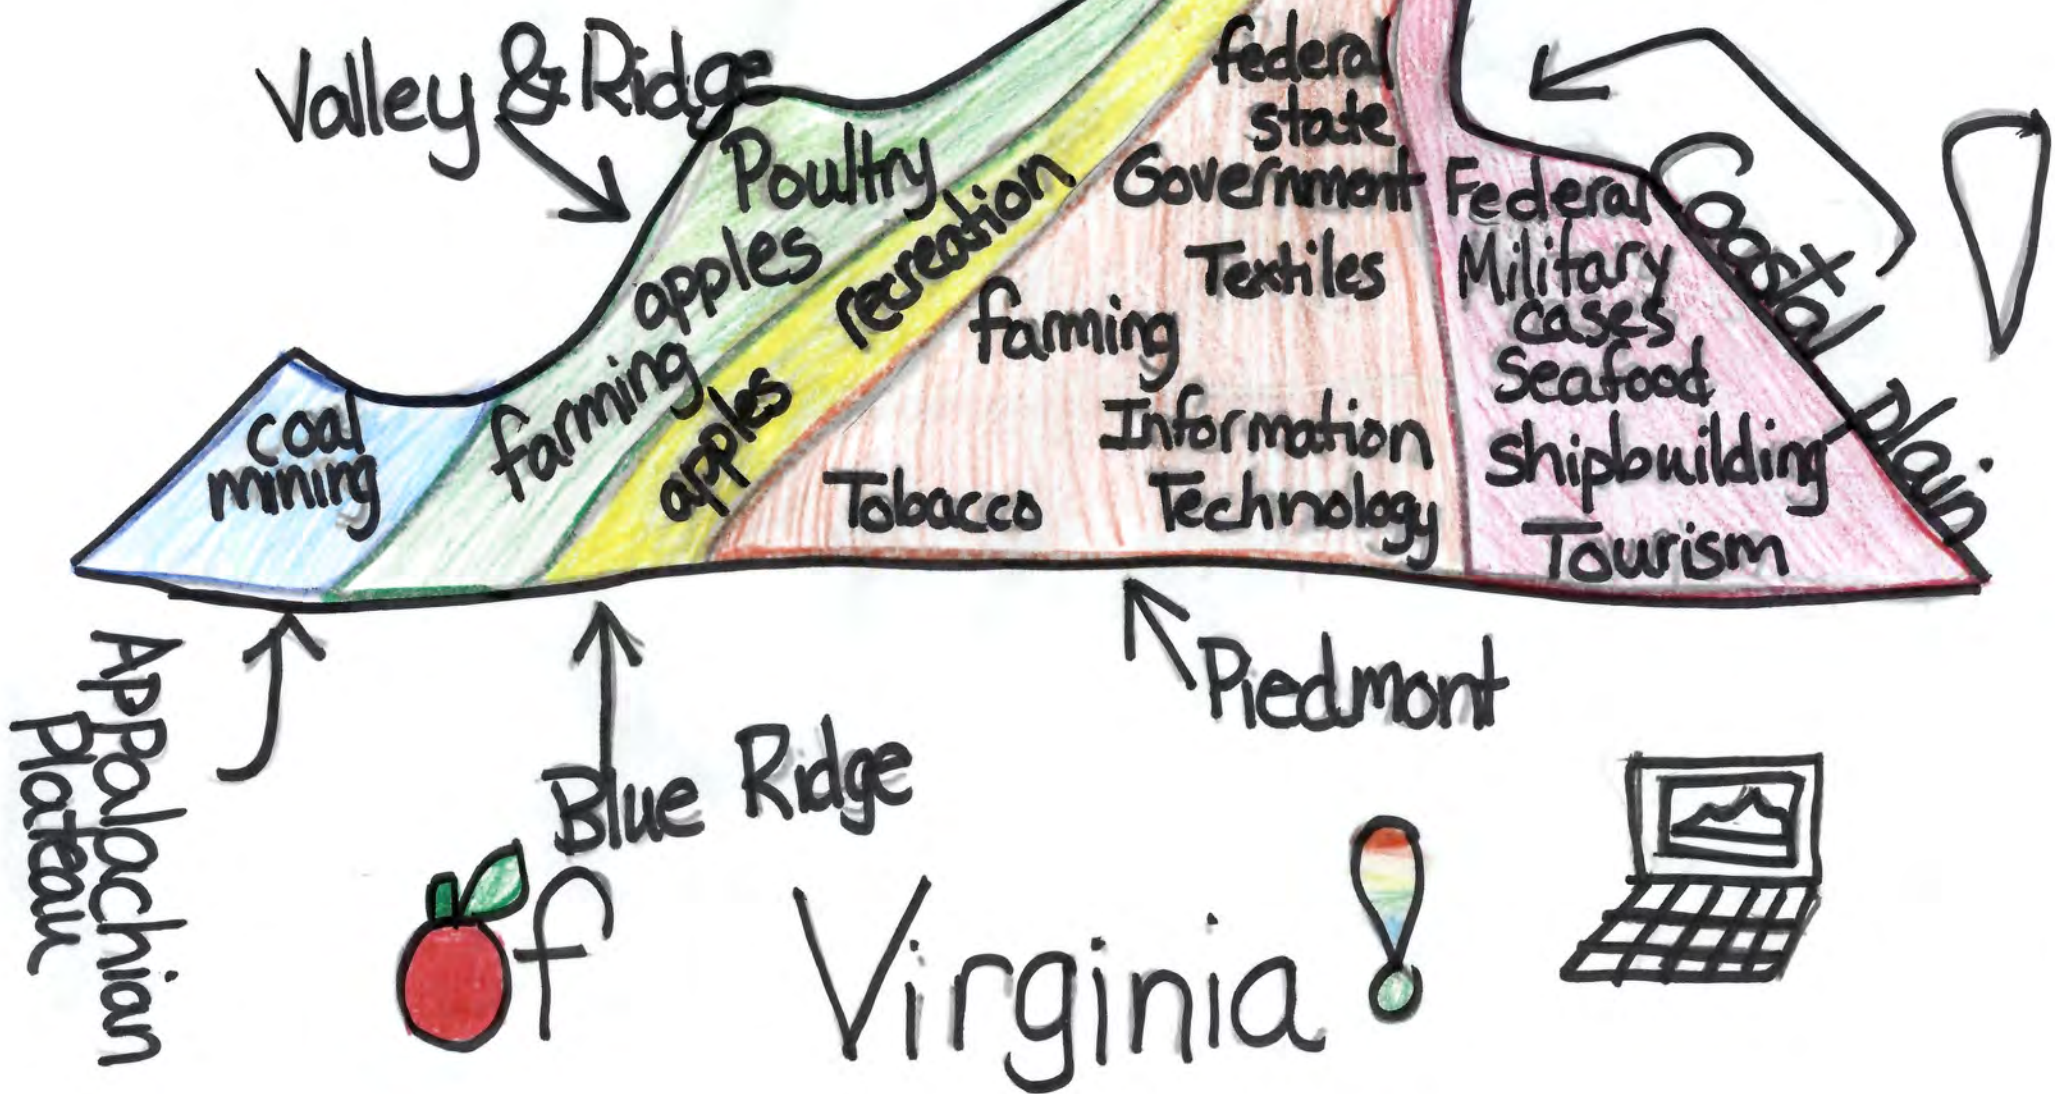 Valley & Ridge
Poultry
apples
farming
recreation
apples
coal
mining
federal
state
Government
Textiles
farming
Information
Technology
Tobacco
Federal
Military
cases
Seafood
shipbuilding
Tourism
Coastal plain
Appalachian
plateau
Blue Ridge
Piedmont
of Virginia!